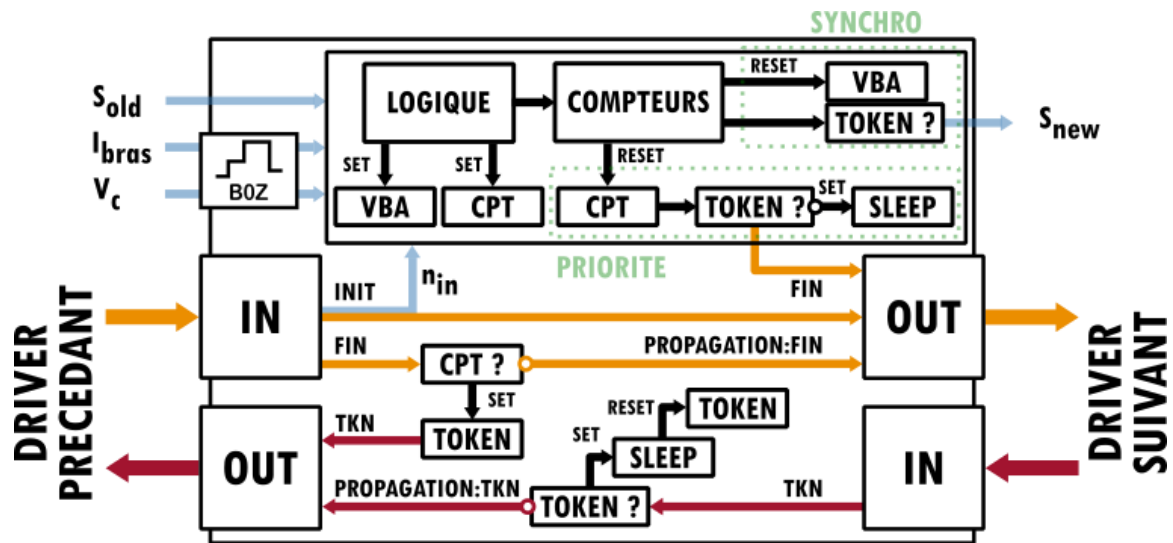 SYNCHRO
S_old
I_bras
V_c
B0Z
LOGIQUE
COMPTEURS
RESET
VBA
TOKEN ?
S_new
SET
SET
RESET
VBA
CPT
CPT
TOKEN ?
SET
SLEEP
PRIORITE
DRIVER
PRECEDANT
IN
INIT
n_in
FIN
OUT
FIN
CPT ?
PROPAGATION:FIN
SET
TOKEN
TKN
OUT
RESET
TOKEN
SET
SLEEP
PROPAGATION:TKN
TOKEN ?
TKN
IN
DRIVER
SUIVANT